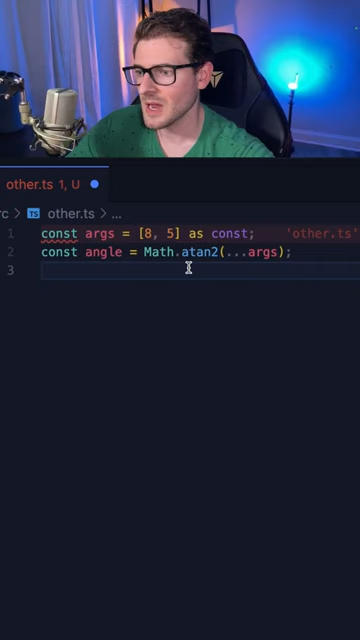 other.ts 1, U
rc > TS other.ts > ...
1 const args = [8, 5] as const; 'other.ts'
2 const angle = Math.atan2(...args);
3